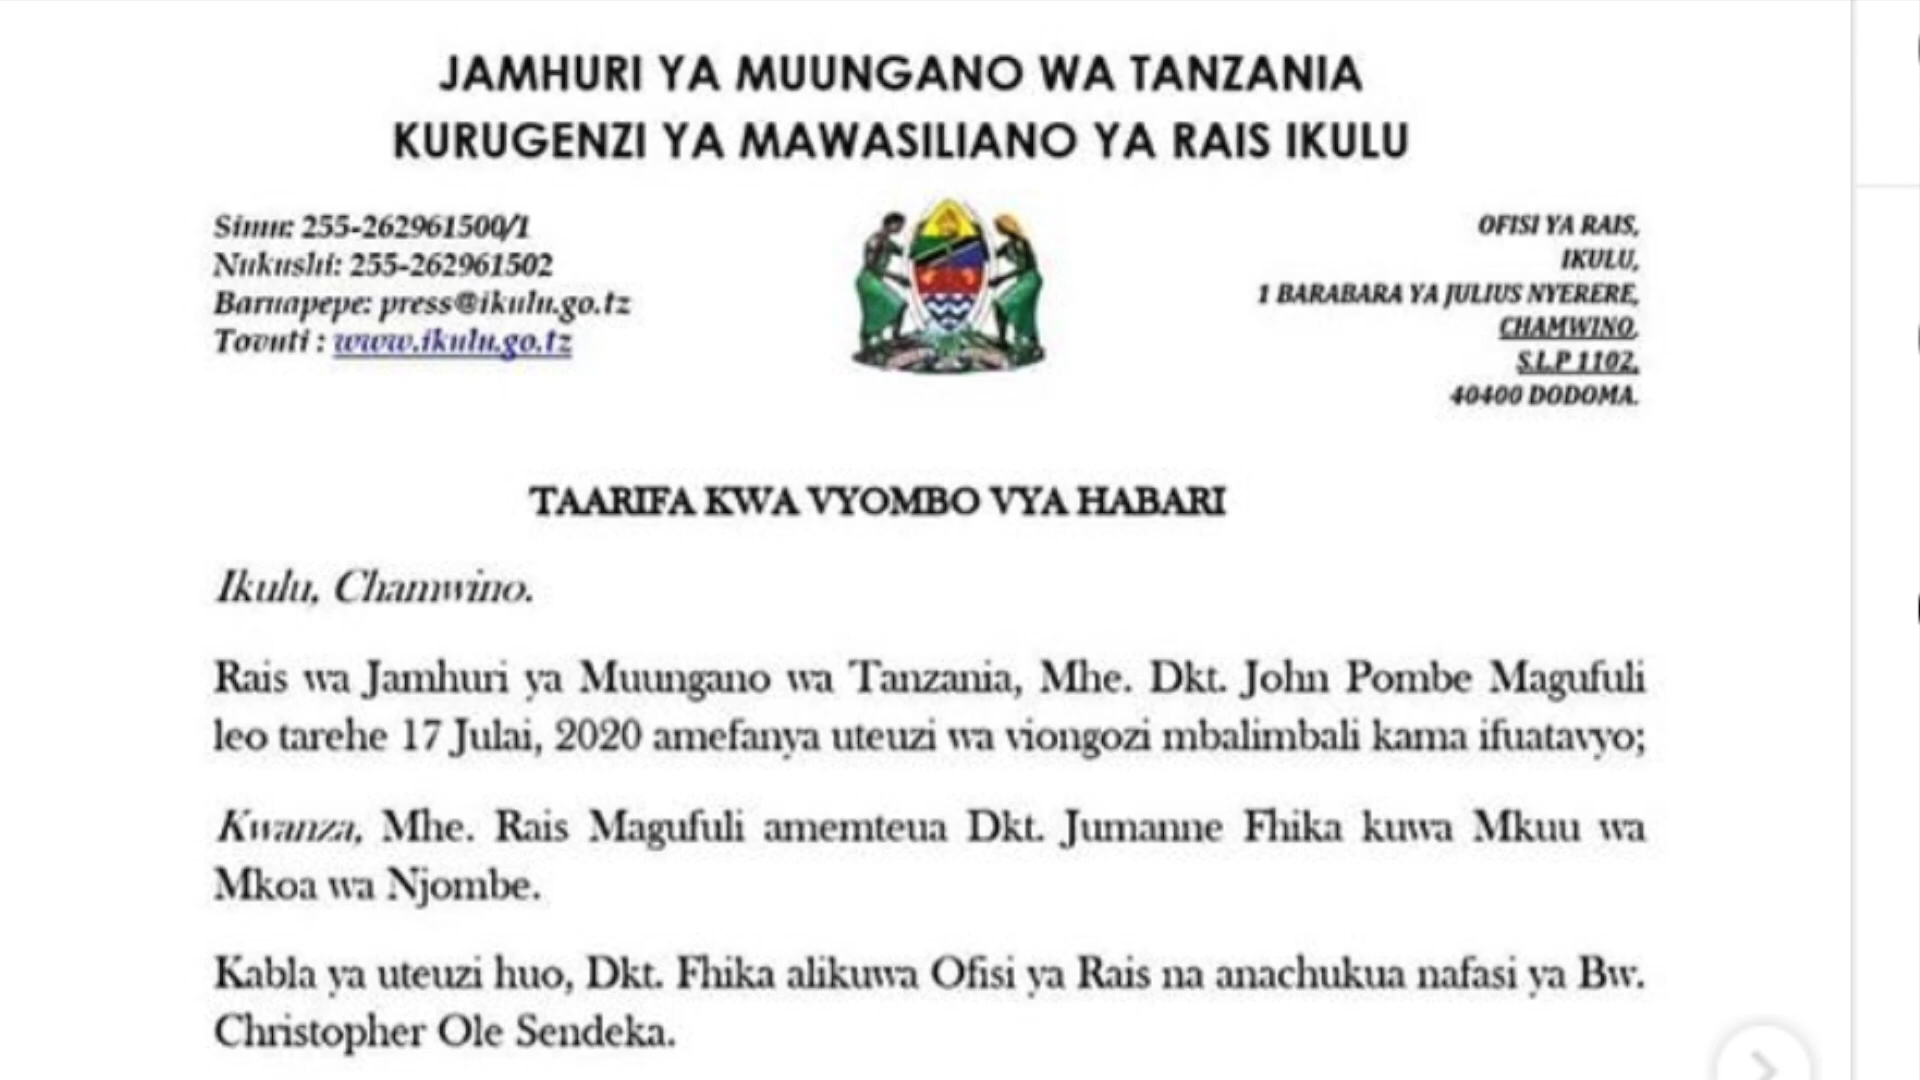 JAMHURI YA MUUNGANO WA TANZANIA
KURUGENZI YA MAWASILIANO YA RAIS IKULU
Simu: 255-262961500/1
Nukushi: 255-262961502
Baruapepe: press@ikulu.go.tz
Tovuti : www.ikulu.go.tz
OFISI YA RAIS,
IKULU,
1 BARABARA YA JULIUS NYERERE,
CHAMWINO,
S.L.P 1102,
40400 DODOMA.
TAARIFA KWA VYOMBO VYA HABARI
Ikulu, Chamwino.
Rais wa Jamhuri ya Muungano wa Tanzania, Mhe. Dkt. John Pombe Magufuli
leo tarehe 17 Julai, 2020 amefanya uteuzi wa viongozi mbalimbali kama ifuatavyo;
Kwanza, Mhe. Rais Magufuli amemteua Dkt. Jumanne Fhika kuwa Mkuu wa
Mkoa wa Njombe.
Kabla ya uteuzi huo, Dkt. Fhika alikuwa Ofisi ya Rais na anachukua nafasi ya Bw.
Christopher Ole Sendeka.